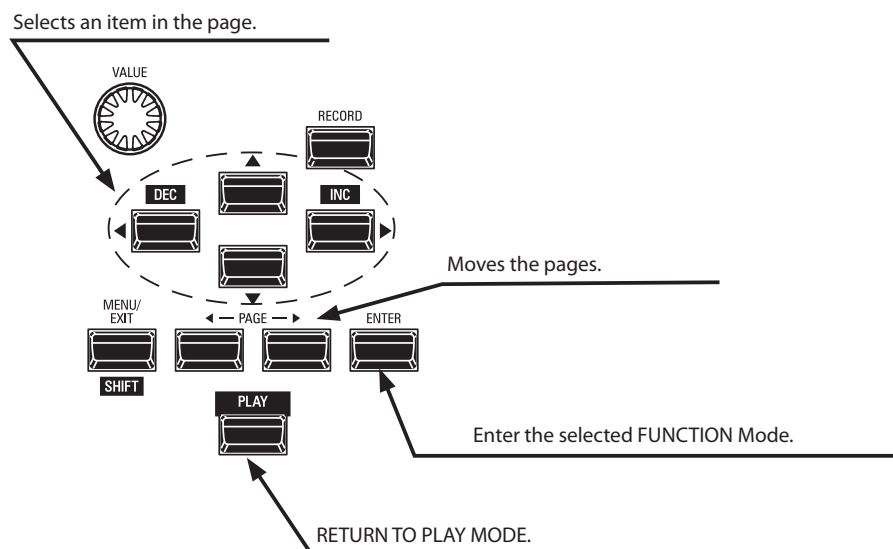 Selects an item in the page.
VALUE
RECORD
DEC
INC
Moves the pages.
MENU/
EXIT
PAGE
ENTER
SHIFT
PLAY
Enter the selected FUNCTION Mode.
RETURN TO PLAY MODE.